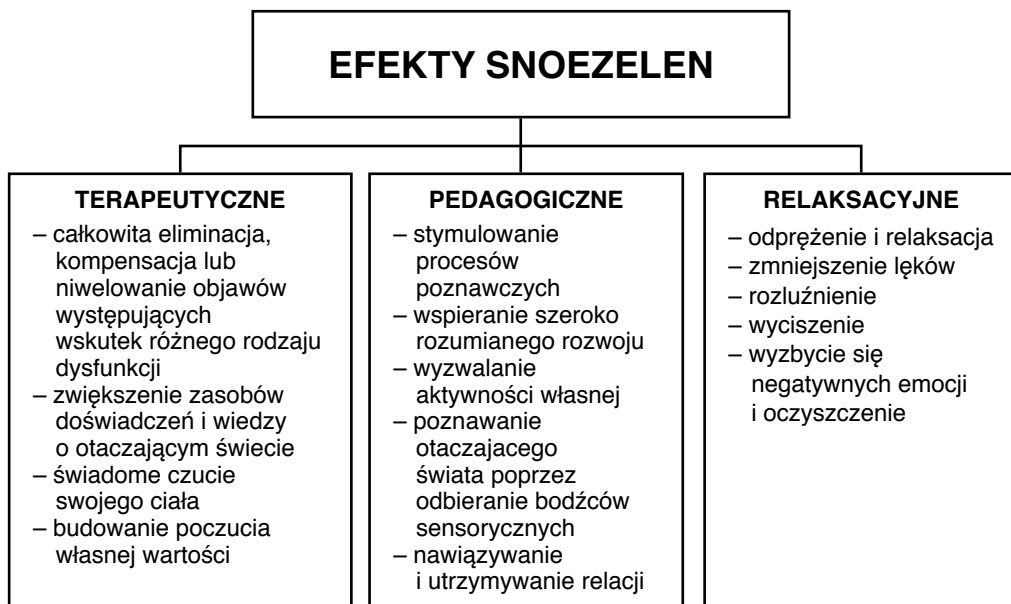 EFEKTY SNOEZELEN
TERAPEUTYCZNE
– całkowita eliminacja,
kompensacja lub
niwelowanie objawów
występujących
wskutek różnego rodzaju
dysfunkcji
– zwiększenie zasobów
doświadczeń i wiedzy
o otaczającym świecie
– świadome czucie
swojego ciała
– budowanie poczucia
własnej wartości
PEDAGOGICZNE
– stymulowanie
procesów
poznawczych
– wspieranie szeroko
rozumianego rozwoju
– wyzwalanie
aktywności własnej
– poznawanie
otaczajacego
świata poprzez
odbieranie bodźców
sensorycznych
– nawiązywanie
i utrzymywanie relacji
RELAKSACYJNE
– odprężenie i relaksacja
– zmniejszenie lęków
– rozluźnienie
– wyciszenie
– wyzbycie się
negatywnych emocji
i oczyszczenie